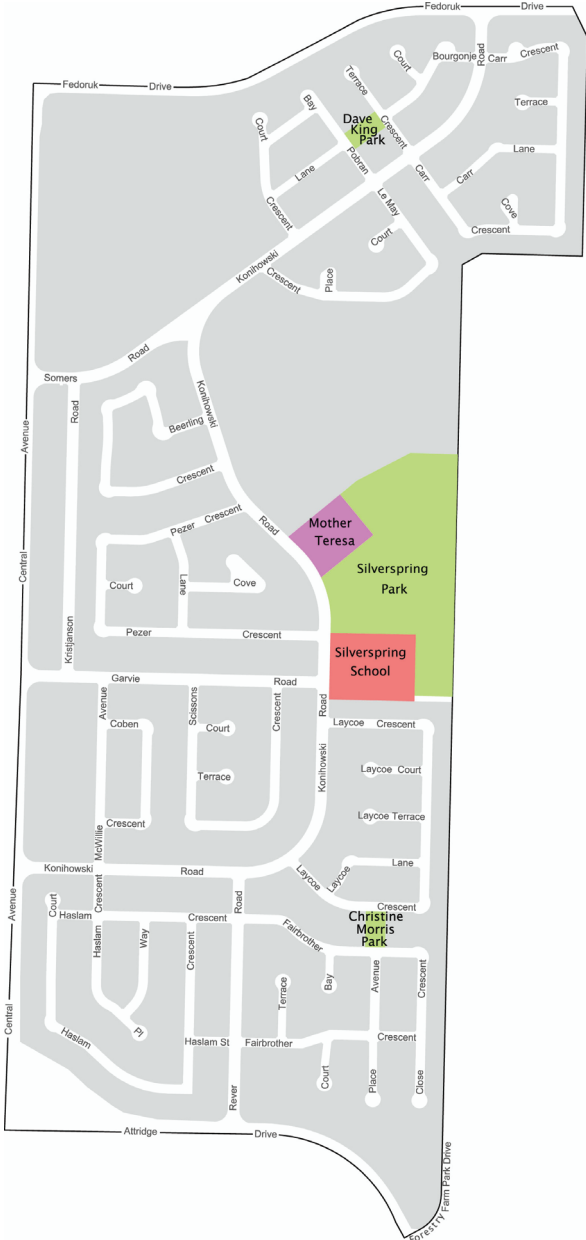 Fedoruk Drive
Fedoruk Drive
Bourgonje
Road
Carr
Crescent
Court
Terrace
Bay
Court
Dave
King
Park
Crescent
Terrace
Lane
Carr
Carr
Pobran
Lane
Le May
Crescent
Court
Cove
Crescent
Konihowski
Crescent
Place
Road
Somers
Road
Konihowski
Beerling
Crescent
Avenue
Central
Pezer Crescent
Road
Mother
Teresa
Silverspring
Park
Court
Lane
Cove
Kristjanson
Pezer Crescent
Silverspring
School
Garvie Road
Avenue
Scissons
Crescent
Road
Coben
Court
Terrace
Crescent
McWillie
Konihowski
Laycoe Crescent
Laycoe Court
Laycoe Terrace
Lane
Laycoe
Laycoe
Crescent
Konihowski Road
Avenue
Central
Court
Crescent
Haslam Crescent
Road
Haslam
Way
Crescent
Pl
Haslam
Haslam St
Rever
Christine
Morris
Park
Fairbrother
Bay
Avenue
Crescent
Terrace
Fairbrother Crescent
Court
Place
Close
Attridge Drive
Forestry Farm Park Drive